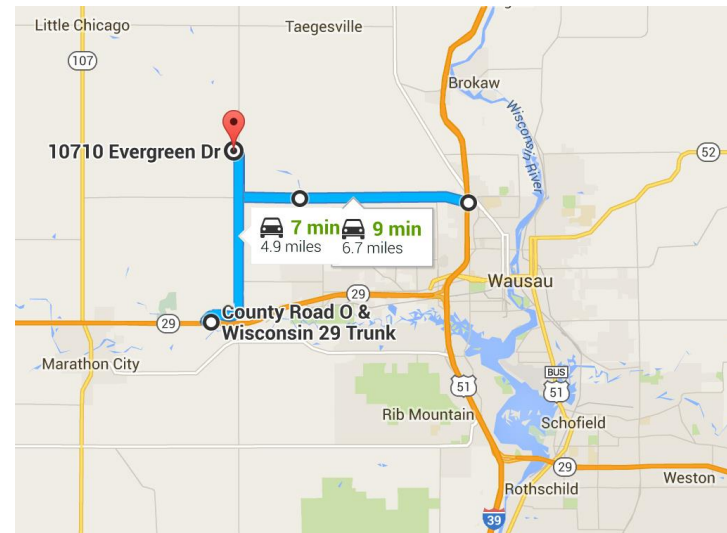 Little Chicago
Taegesville
107
Brokaw
Wisconsin River
10710 Evergreen Dr
52
7 min
4.9 miles
9 min
6.7 miles
Wausau
29
County Road O &
Wisconsin 29 Trunk
29
Marathon City
51
BUS
51
Rib Mountain
Schofield
29
Weston
Rothschild
39